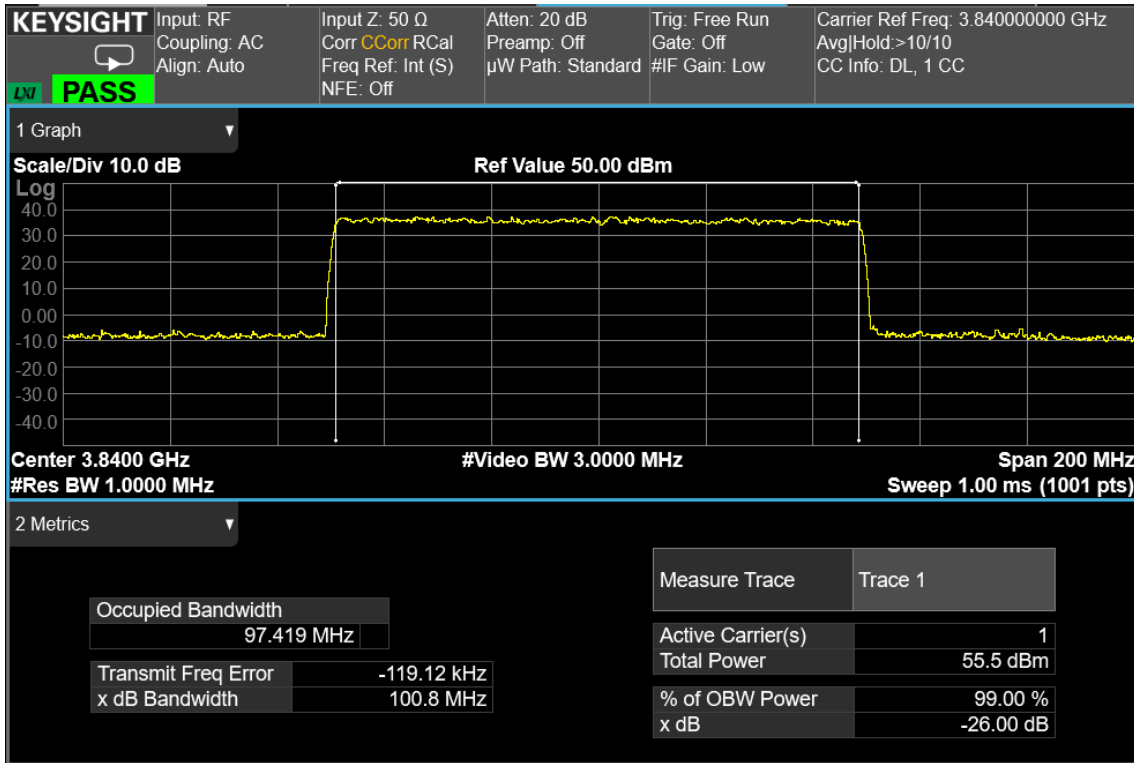 KEYSIGHT Input: RF Input Z: 50 Ω Atten: 20 dB Trig: Free Run Carrier Ref Freq: 3.840000000 GHz
Coupling: AC Corr CCorr RCal Preamp: Off Gate: Off Avg|Hold:>10/10
Align: Auto Freq Ref: Int (S) µW Path: Standard #IF Gain: Low CC Info: DL, 1 CC
LXI PASS NFE: Off
1 Graph
Scale/Div 10.0 dB Ref Value 50.00 dBm
Log
40.0
30.0
20.0
10.0
0.00
-10.0
-20.0
-30.0
-40.0
Center 3.8400 GHz #Video BW 3.0000 MHz Span 200 MHz
#Res BW 1.0000 MHz Sweep 1.00 ms (1001 pts)
2 Metrics
Measure Trace Trace 1
Occupied Bandwidth
97.419 MHz
Active Carrier(s) 1
Total Power 55.5 dBm
Transmit Freq Error -119.12 kHz
x dB Bandwidth 100.8 MHz
% of OBW Power 99.00 %
x dB -26.00 dB